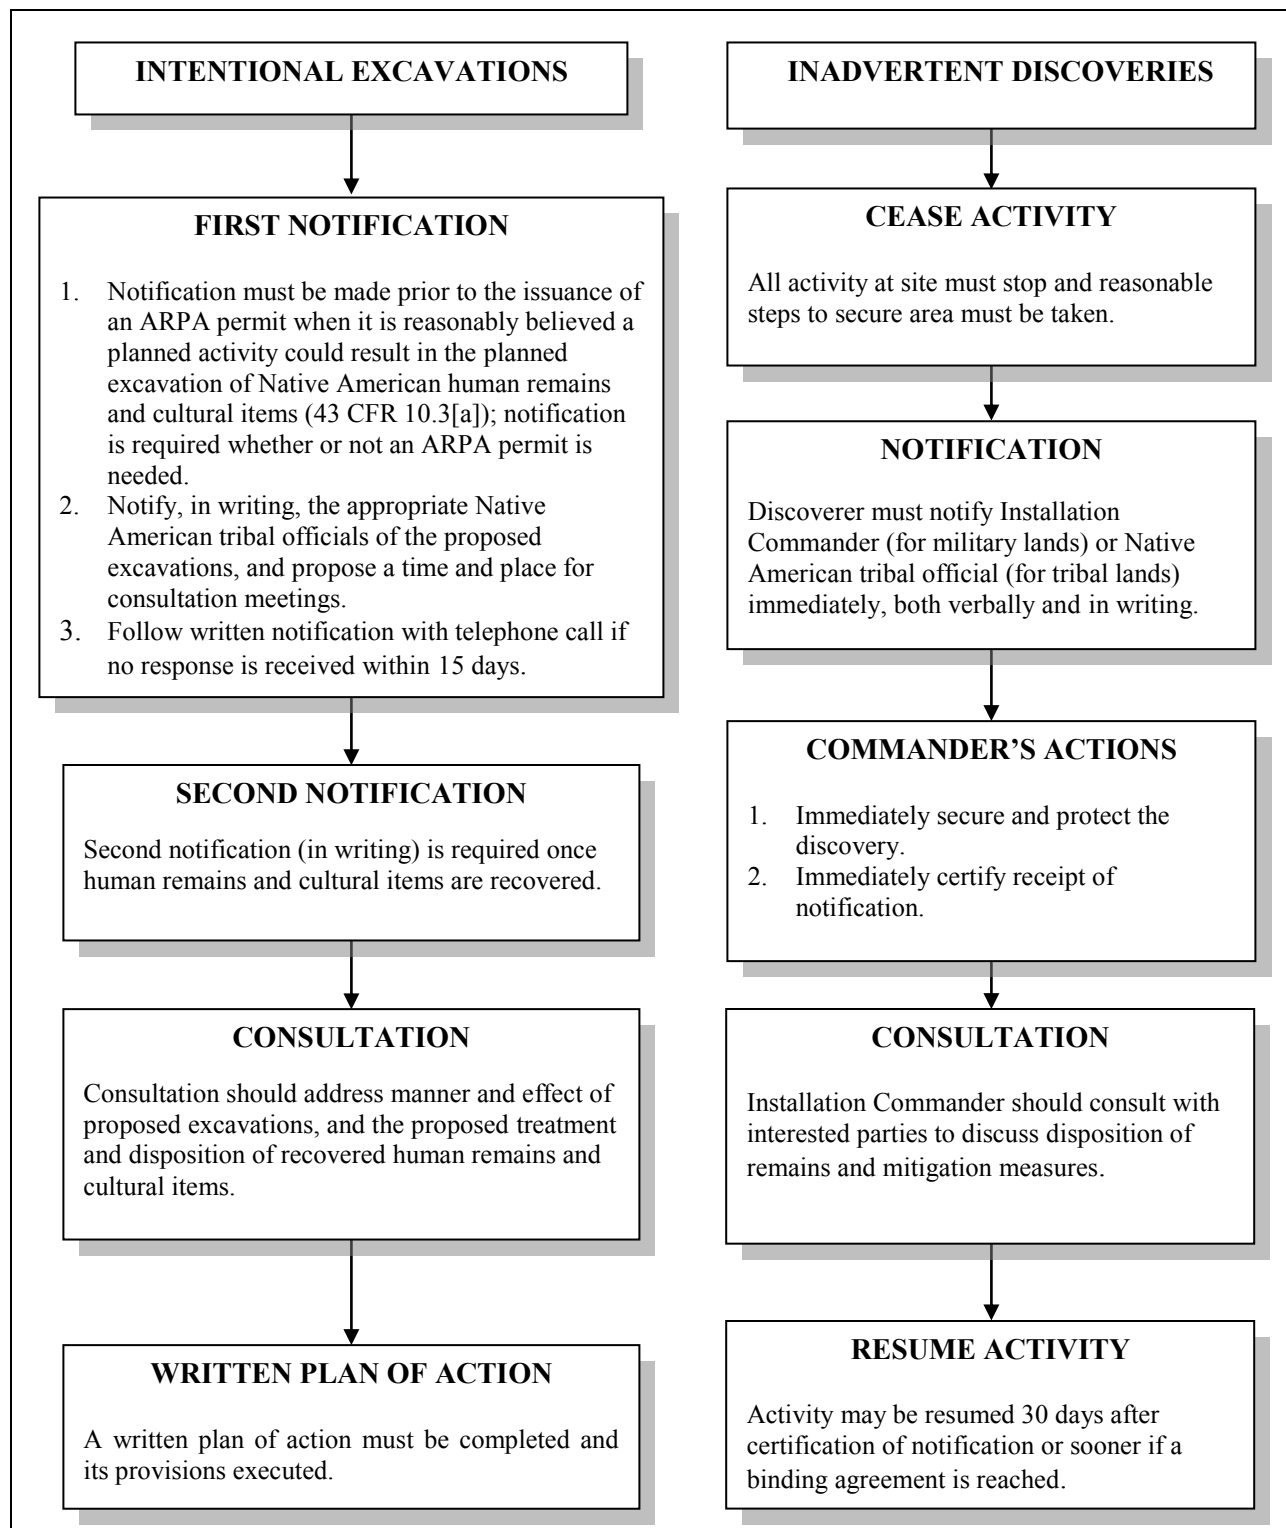 INTENTIONAL EXCAVATIONS
FIRST NOTIFICATION
1. Notification must be made prior to the issuance of
an ARPA permit when it is reasonably believed a
planned activity could result in the planned
excavation of Native American human remains
and cultural items (43 CFR 10.3[a]); notification
is required whether or not an ARPA permit is
needed.
2. Notify, in writing, the appropriate Native
American tribal officials of the proposed
excavations, and propose a time and place for
consultation meetings.
3. Follow written notification with telephone call if
no response is received within 15 days.
SECOND NOTIFICATION
Second notification (in writing) is required once
human remains and cultural items are recovered.
CONSULTATION
Consultation should address manner and effect of
proposed excavations, and the proposed treatment
and disposition of recovered human remains and
cultural items.
WRITTEN PLAN OF ACTION
A written plan of action must be completed and
its provisions executed.
INADVERTENT DISCOVERIES
CEASE ACTIVITY
All activity at site must stop and reasonable
steps to secure area must be taken.
NOTIFICATION
Discoverer must notify Installation
Commander (for military lands) or Native
American tribal official (for tribal lands)
immediately, both verbally and in writing.
COMMANDER’S ACTIONS
1. Immediately secure and protect the
discovery.
2. Immediately certify receipt of
notification.
CONSULTATION
Installation Commander should consult with
interested parties to discuss disposition of
remains and mitigation measures.
RESUME ACTIVITY
Activity may be resumed 30 days after
certification of notification or sooner if a
binding agreement is reached.